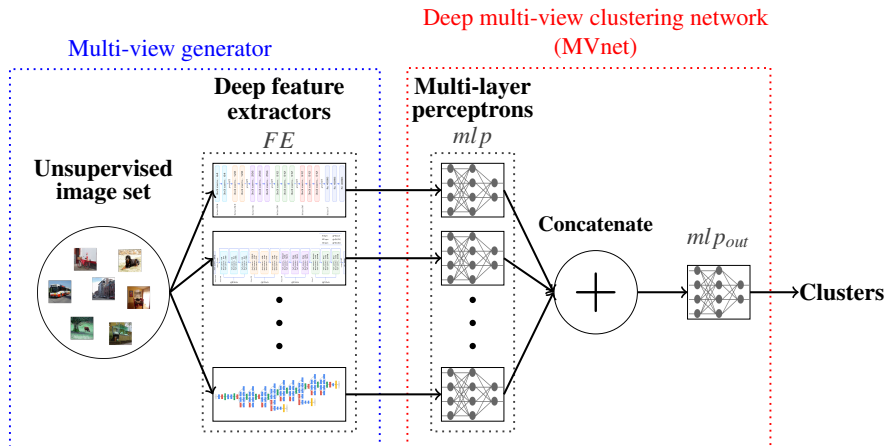 Deep multi-view clustering network
(MVnet)
Multi-view generator
Deep feature
extractors
FE
Multi-layer
perceptrons
mlp
Unsupervised
image set
Concatenate
mlp_out
Clusters